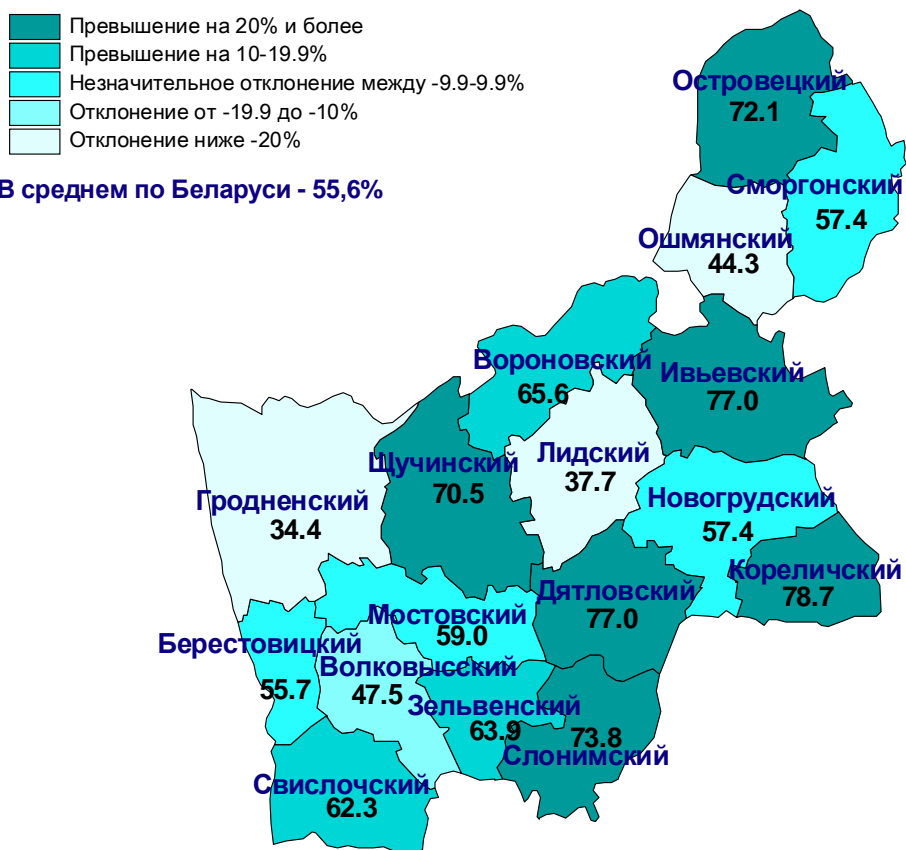 Превышение на 20% и более
Превышение на 10-19.9%
Незначительное отклонение между -9.9-9.9%
Отклонение от -19.9 до -10%
Отклонение ниже -20%
В среднем по Беларуси - 55,6%
Островецкий
72.1
Сморгонский
57.4
Ошмянский
44.3
Вороновский
65.6
Ивьевский
77.0
Щучинский
70.5
Лидский
37.7
Гродненский
34.4
Новогрудский
57.4
Кореличский
78.7
Дятловский
77.0
Мостовский
59.0
Берестовицкий
55.7
Волковысский
47.5
Зельвенский
63.9
Слонимский
73.8
Свислочский
62.3